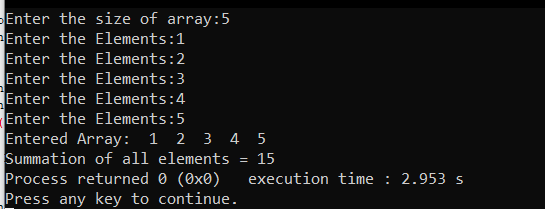 Enter the size of array:5
Enter the Elements:1
Enter the Elements:2
Enter the Elements:3
Enter the Elements:4
Enter the Elements:5
Entered Array:  1  2  3  4  5
Summation of all elements = 15
Process returned 0 (0x0)   execution time : 2.953 s
Press any key to continue.